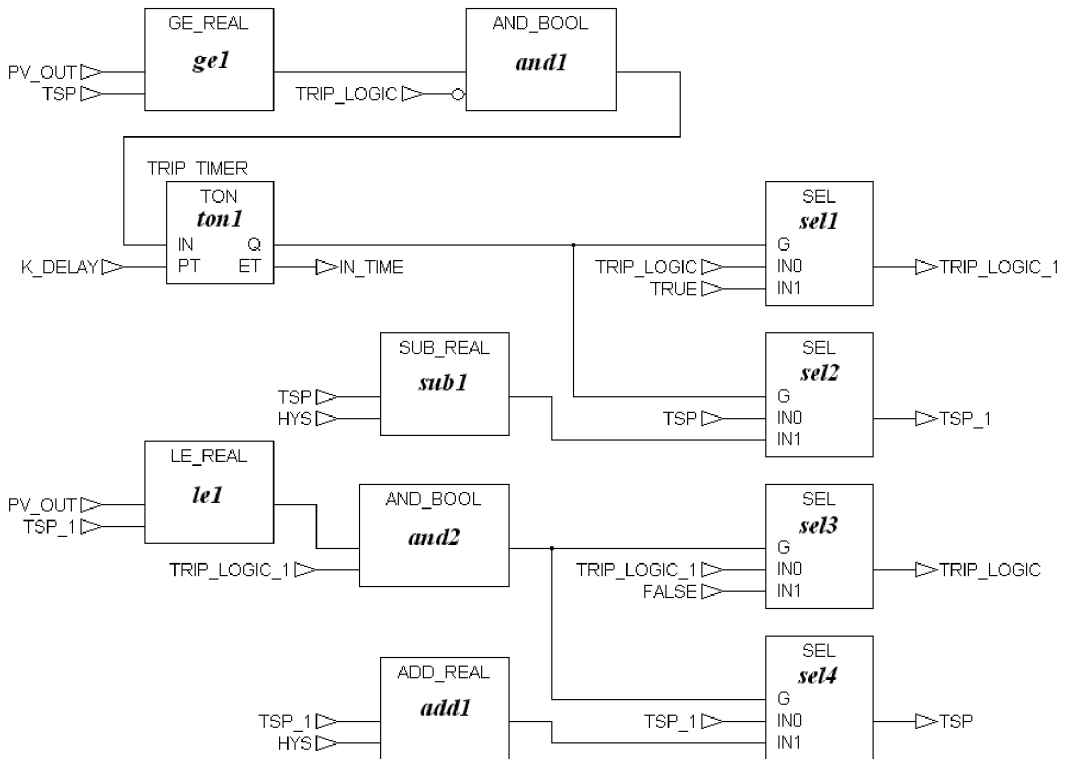 GE_REAL
ge1
PV_OUT
TSP
AND_BOOL
and1
TRIP_LOGIC
TRIP TIMER
TON
ton1
IN Q
PT ET
K_DELAY
IN_TIME
SEL
sel1
G
IN0
IN1
TRIP_LOGIC
TRUE
TRIP_LOGIC_1
SUB_REAL
sub1
TSP
HYS
SEL
sel2
G
IN0
IN1
TSP
TSP_1
LE_REAL
le1
PV_OUT
TSP_1
AND_BOOL
and2
TRIP_LOGIC_1
SEL
sel3
G
IN0
IN1
TRIP_LOGIC_1
FALSE
TRIP_LOGIC
ADD_REAL
add1
TSP_1
HYS
SEL
sel4
G
IN0
IN1
TSP_1
TSP